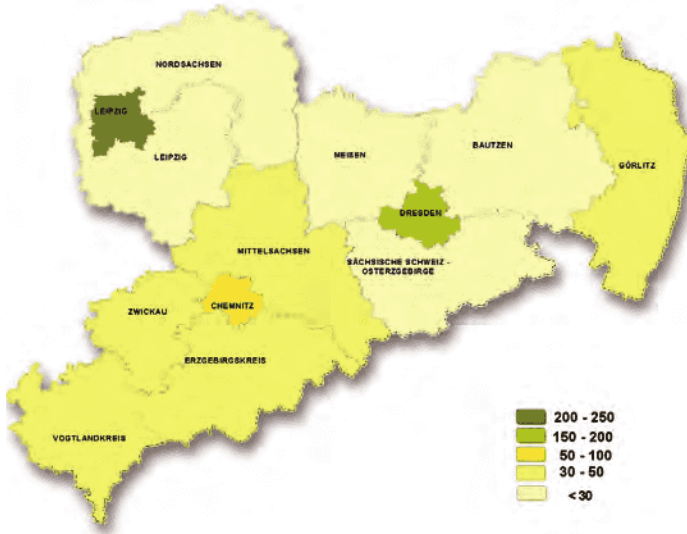 NORDSACHSEN
LEIPZIG
LEIPZIG
MEIßEN
BAUTZEN
GÖRLITZ
DRESDEN
MITTELSACHSEN
SÄCHSISCHE SCHWEIZ -
OSTERZGEBIRGE
ZWICKAU
CHEMNITZ
ERZGEBIRGSKREIS
VOGTLANDKREIS
200 - 250
150 - 200
50 - 100
30 - 50
<30